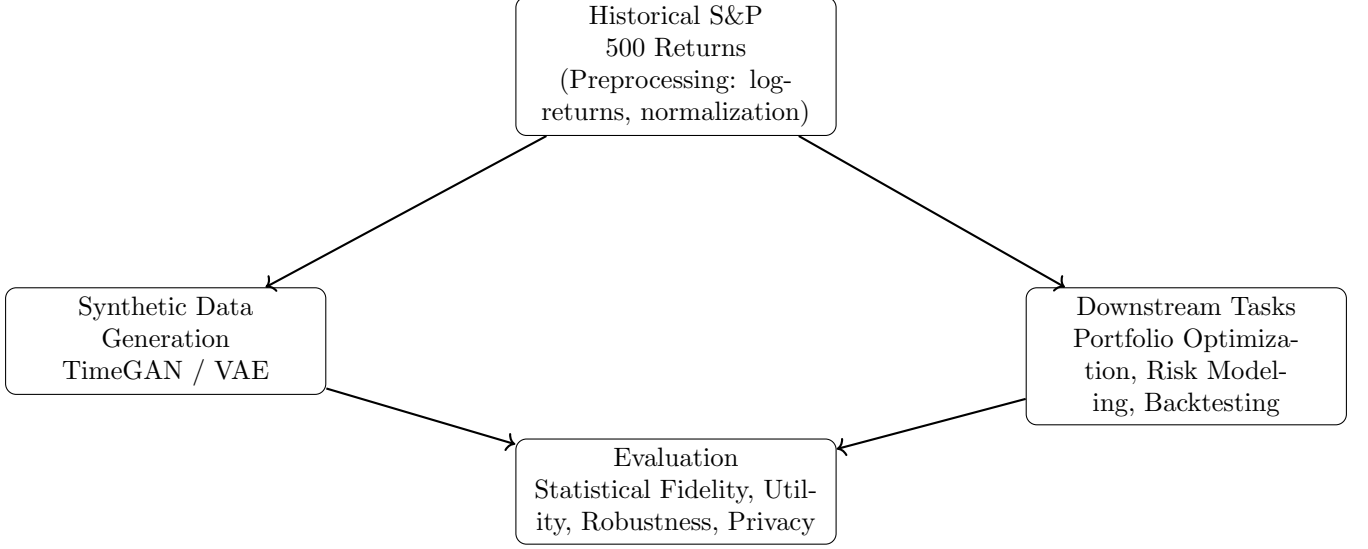 Historical S&P
500 Returns
(Preprocessing: log-
returns, normalization)
Synthetic Data
Generation
TimeGAN / VAE
Downstream Tasks
Portfolio Optimiza-
tion, Risk Model-
ing, Backtesting
Evaluation
Statistical Fidelity, Util-
ity, Robustness, Privacy